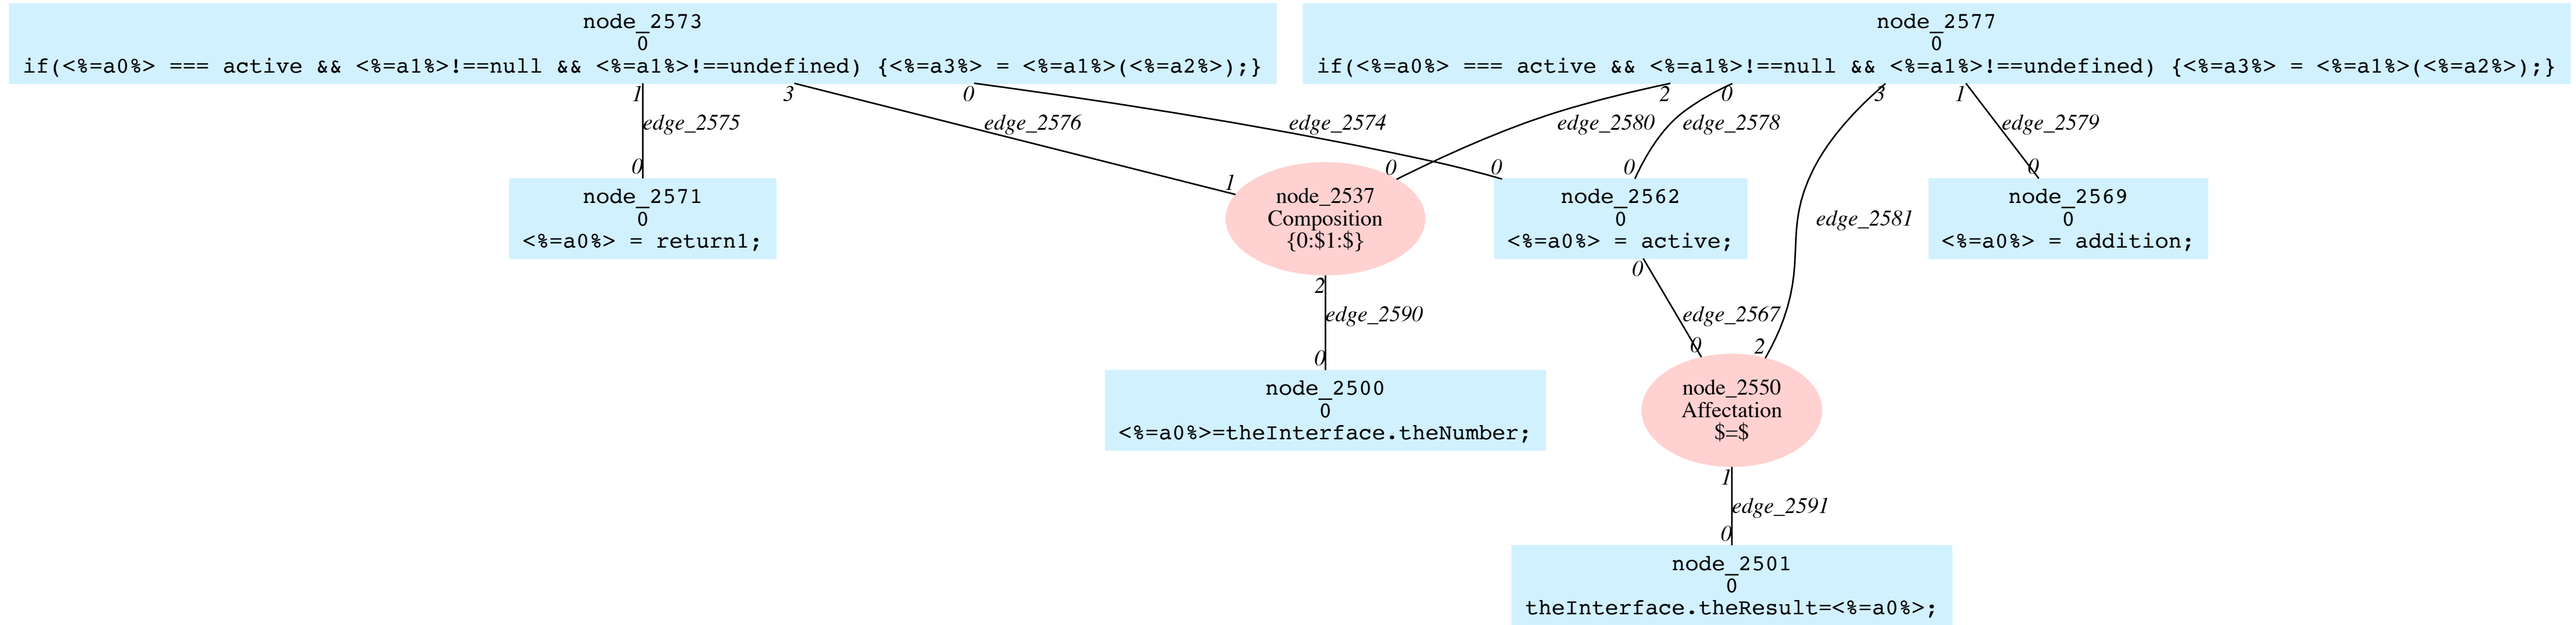 node_2573
0
if(<%=a0%> === active && <%=a1%>!==null && <%=a1%>!==undefined) {<%=a3%> = <%=a1%>(<%=a2%>);}
node_2577
0
if(<%=a0%> === active && <%=a1%>!==null && <%=a1%>!==undefined) {<%=a3%> = <%=a1%>(<%=a2%>);}
1
3
0
2
0
3
1
edge_2575
edge_2576
edge_2574
edge_2580
edge_2578
edge_2579
0
1
0
0
0
0
node_2571
0
<%=a0%> = return1;
node_2537
Composition
{0:$1:$}
node_2562
0
<%=a0%> = active;
edge_2581
node_2569
0
<%=a0%> = addition;
2
0
edge_2590
edge_2567
0
0
2
node_2500
0
<%=a0%>=theInterface.theNumber;
node_2550
Affectation
$=$
1
edge_2591
0
node_2501
0
theInterface.theResult=<%=a0%>;